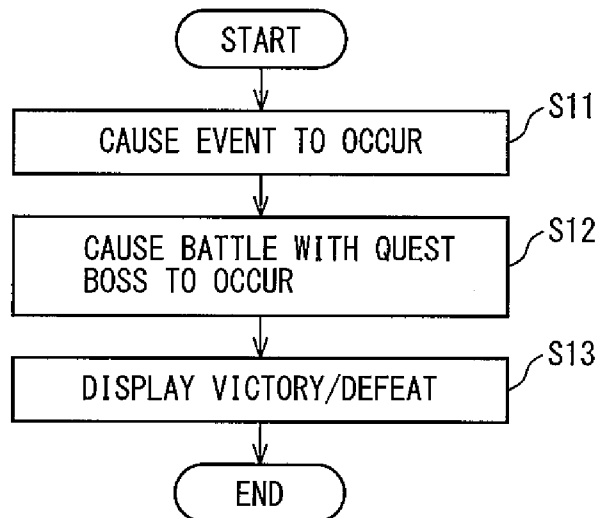 START
CAUSE EVENT TO OCCUR
S11
CAUSE BATTLE WITH QUEST
BOSS TO OCCUR
S12
DISPLAY VICTORY/DEFEAT
S13
END